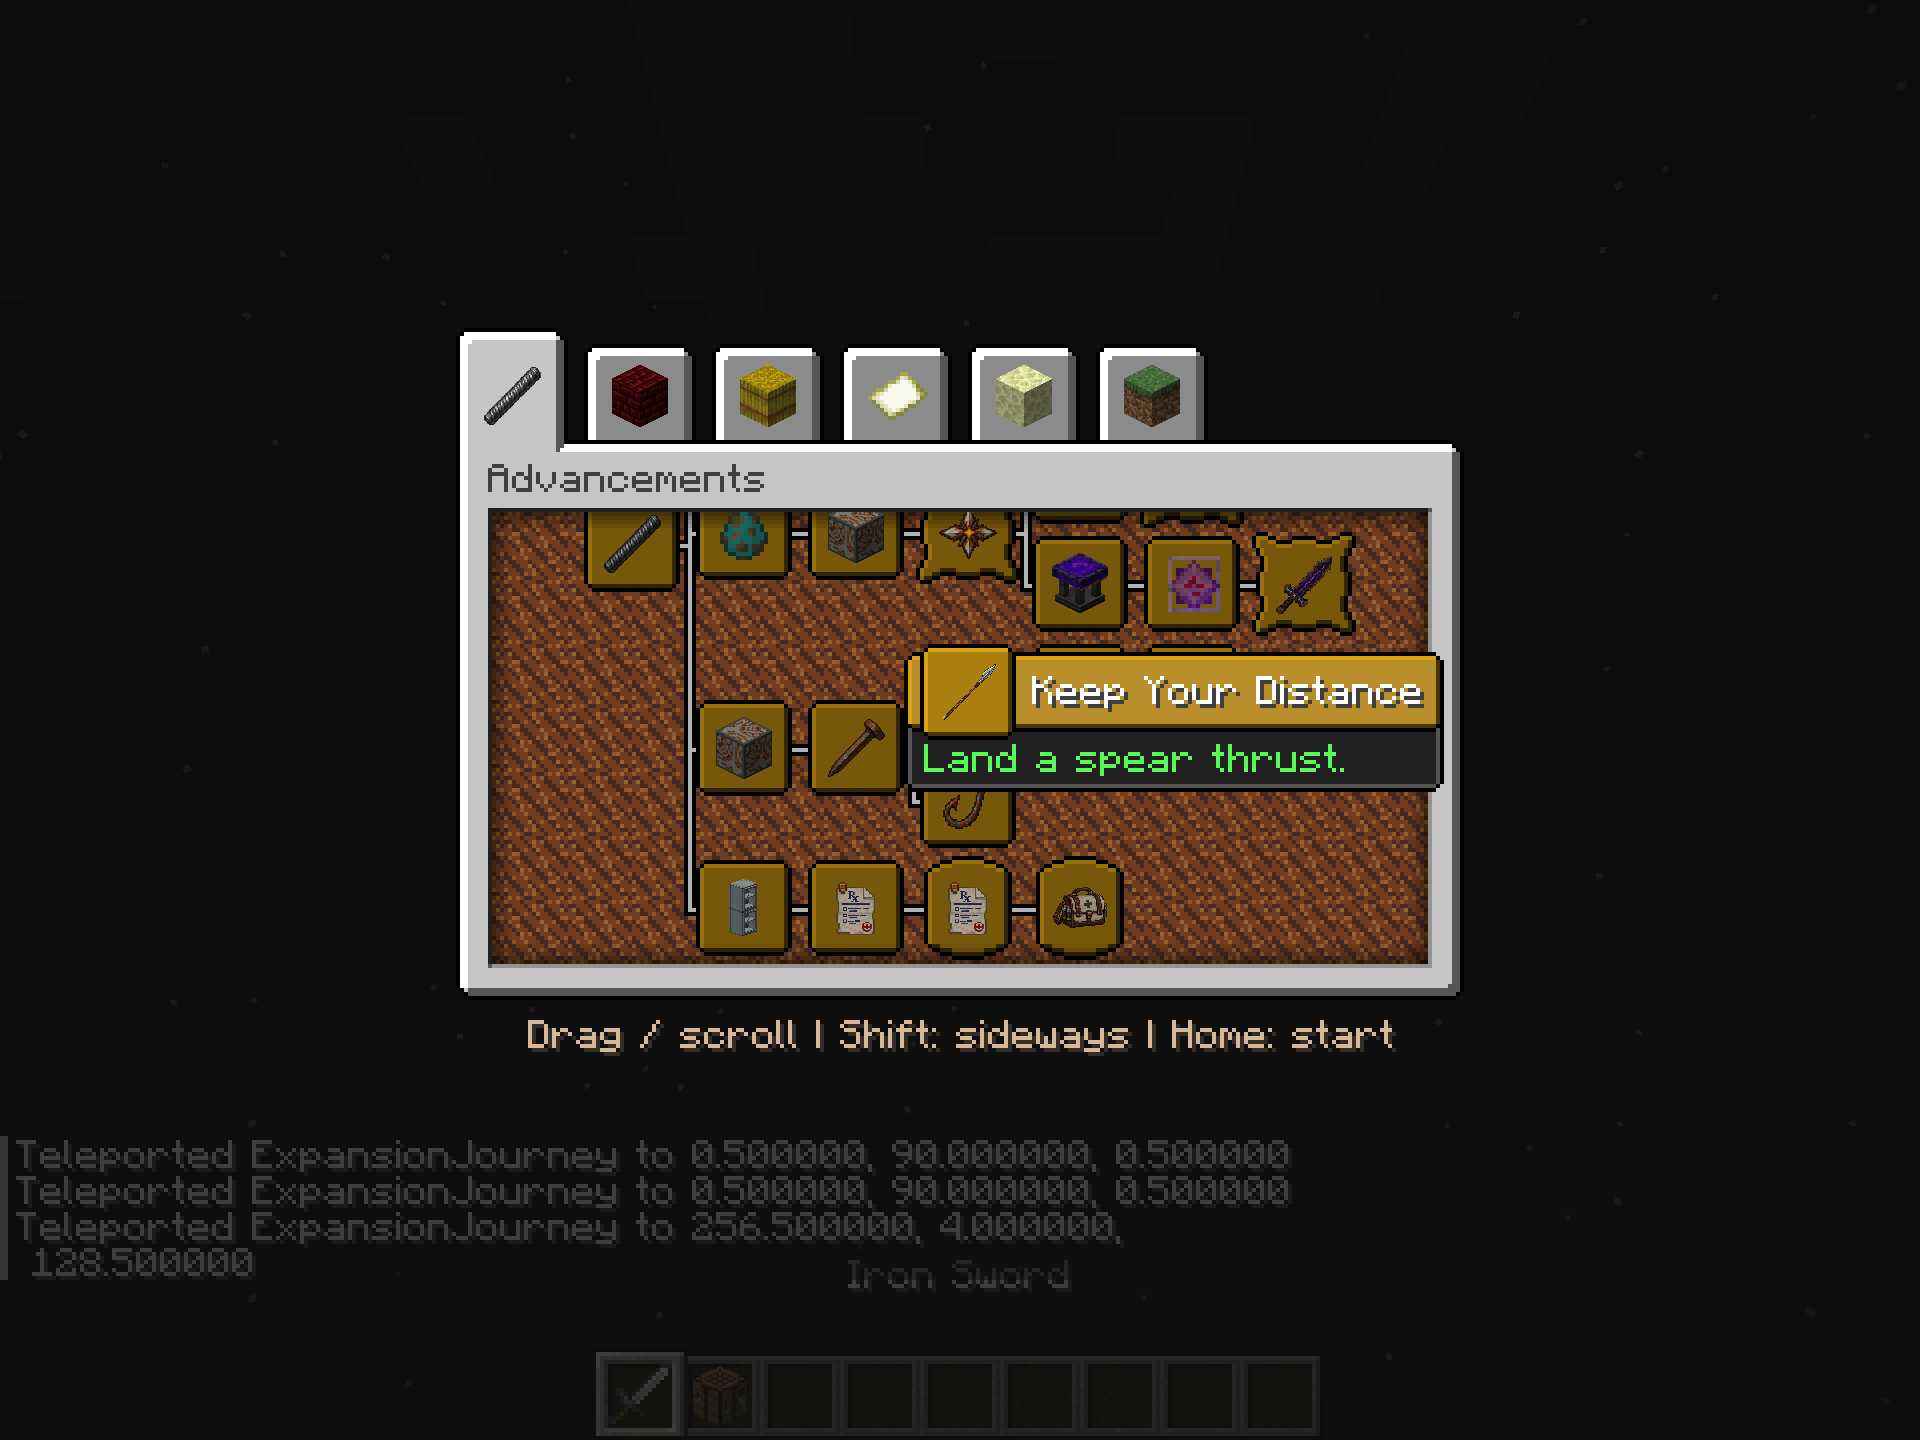 Advancements
Keep Your Distance
Land a spear thrust.
Drag / scroll | Shift: sideways | Home: start
Teleported ExpansionJourney to 0.500000, 90.000000, 0.500000
Teleported ExpansionJourney to 0.500000, 90.000000, 0.500000
Teleported ExpansionJourney to 256.500000, 4.000000,
128.500000
Iron Sword